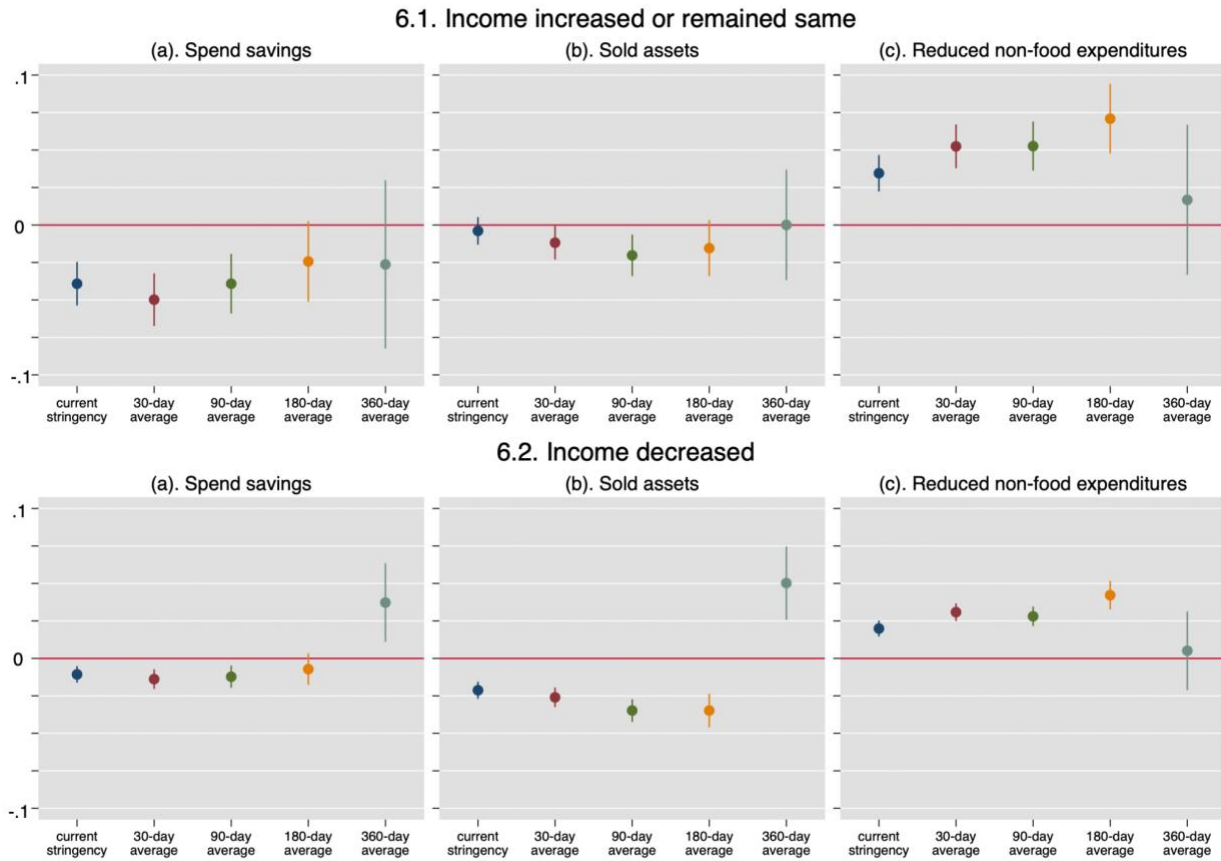 6.1. Income increased or remained same
(a). Spend savings
(b). Sold assets
(c). Reduced non-food expenditures
.1
0
-.1
current stringency
30-day average
90-day average
180-day average
360-day average
current stringency
30-day average
90-day average
180-day average
360-day average
current stringency
30-day average
90-day average
180-day average
360-day average
6.2. Income decreased
(a). Spend savings
(b). Sold assets
(c). Reduced non-food expenditures
.1
0
-.1
current stringency
30-day average
90-day average
180-day average
360-day average
current stringency
30-day average
90-day average
180-day average
360-day average
current stringency
30-day average
90-day average
180-day average
360-day average